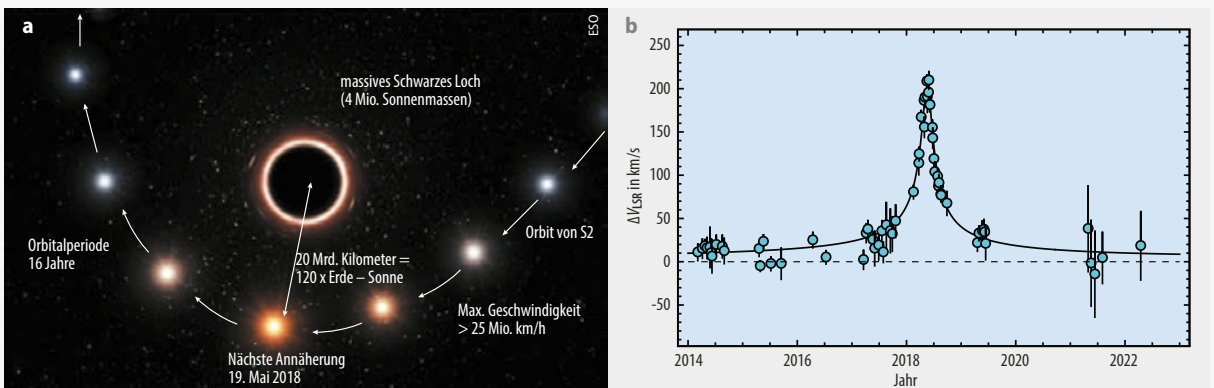 a
ESO
massives Schwarzes Loch
(4 Mio. Sonnenmassen)
Orbit von S2
Orbitalperiode
16 Jahre
20 Mrd. Kilometer =
120 x Erde – Sonne
Max. Geschwindigkeit
> 25 Mio. km/h
Nächste Annäherung
19. Mai 2018
b
ΔVLSR in km/s
250
200
150
100
50
0
–50
2014
2016
2018
2020
2022
Jahr